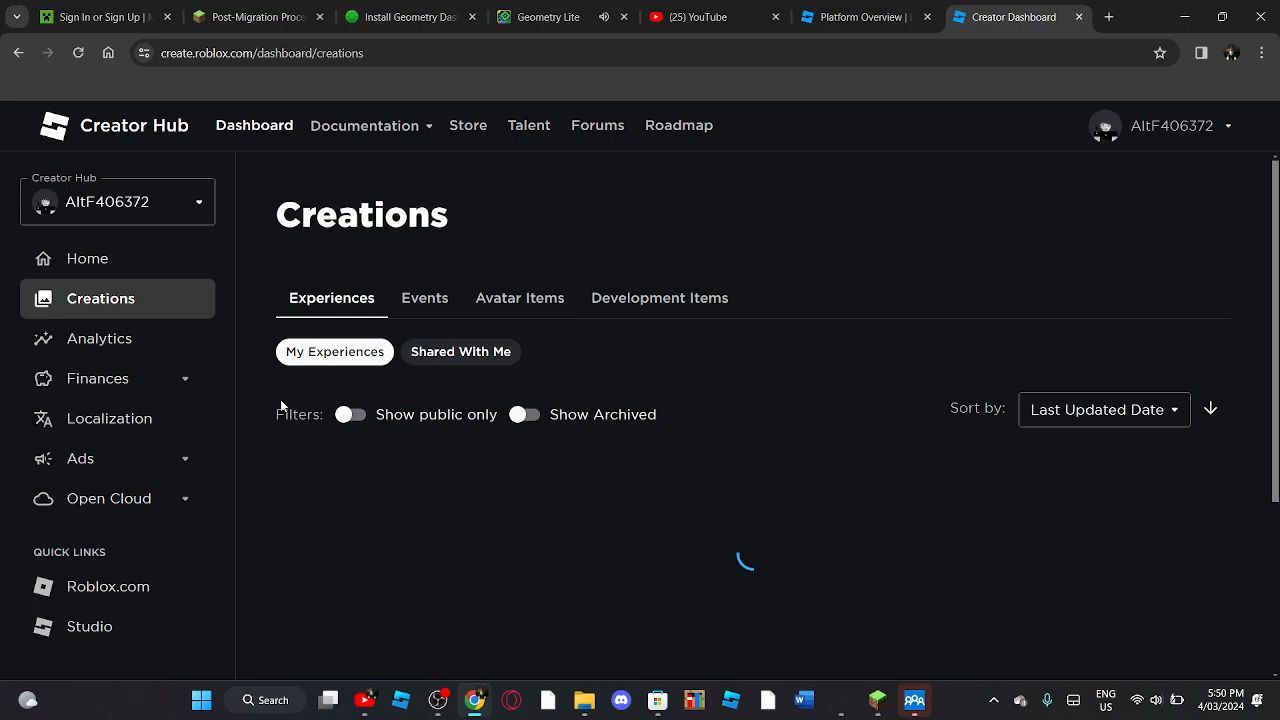 Sign In Sign Up | M
Post-Migration Proce
Install Geometry Das
Geometry Lite
(25) YouTube
Platform Overview |
Creator Dashboard
create.roblox.com/dashboard/creations
Creator Hub
Dashboard
Documentation
Store
Talent
Forums
Roadmap
AltF406372
Creator Hub
AltF406372
Home
Creations
Analytics
Finances
Localization
Ads
Open Cloud
QUICK LINKS
Roblox.com
Studio
Creations
Experiences
Events
Avatar Items
Development Items
My Experiences
Shared With Me
Filters:
Show public only
Show Archived
Sort by:
Last Updated Date
Search
ENG
US
5:50 PM
4/03/2024